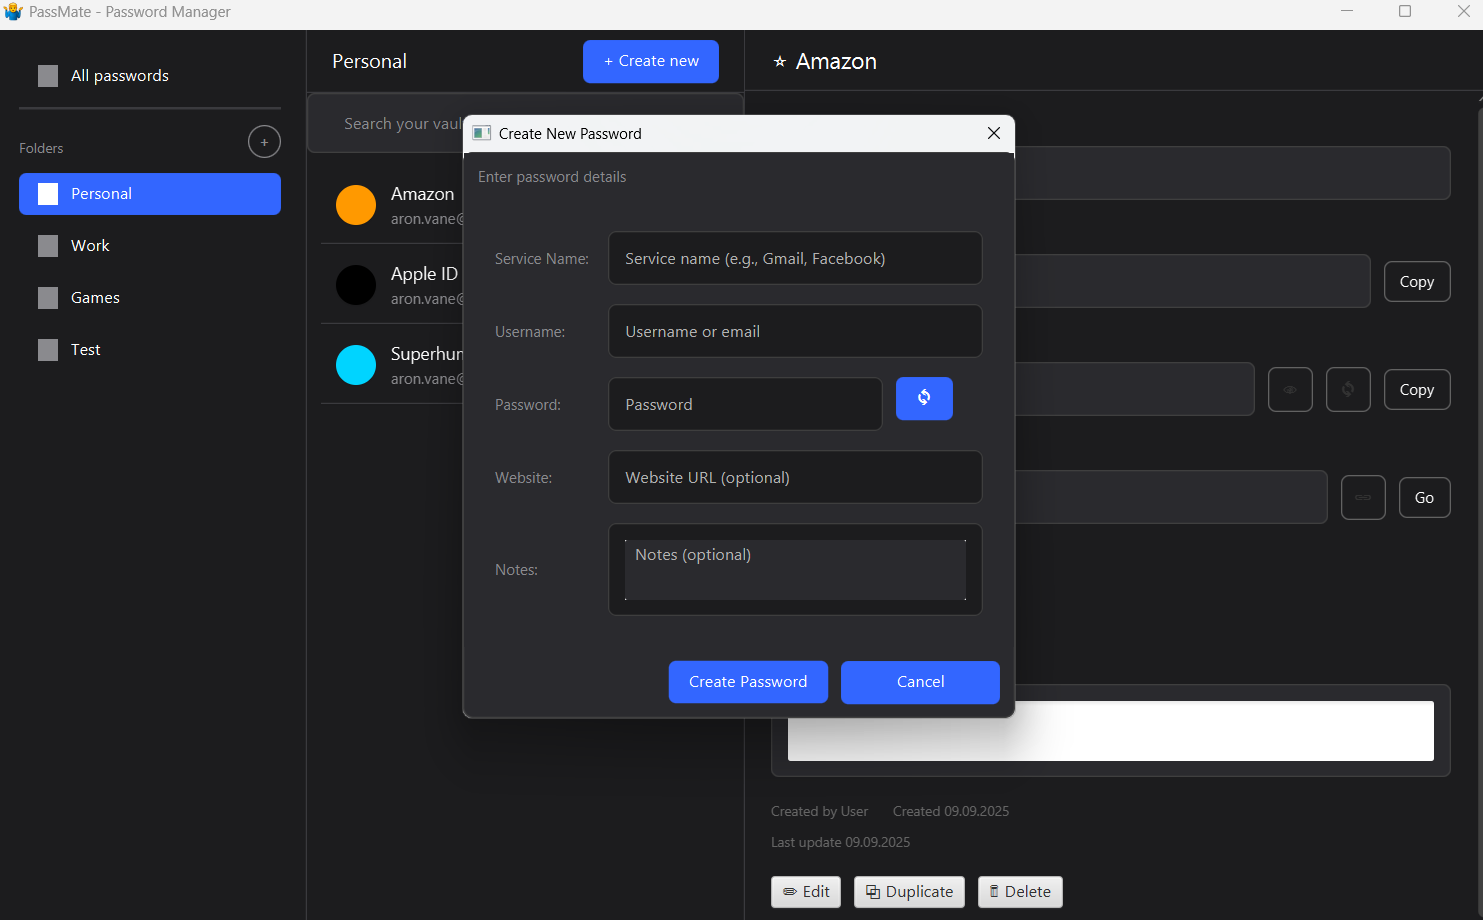 PassMate - Password Manager
All passwords
Folders
+
Personal
Work
Games
Test
Personal
+ Create new
Search your
Amazon
aron.vane@
Apple ID
aron.vane@
aron.vane@
Amazon
Copy
Copy
Go
Create New Password
Enter password details
Service Name:
Service name (e.g., Gmail, Facebook)
Username:
Username or email
Password:
Password
Website:
Website URL (optional)
Notes:
Notes (optional)
Create Password
Cancel
Created by User
Created 09.09.2025
Last update 09.09.2025
Edit
Duplicate
Delete